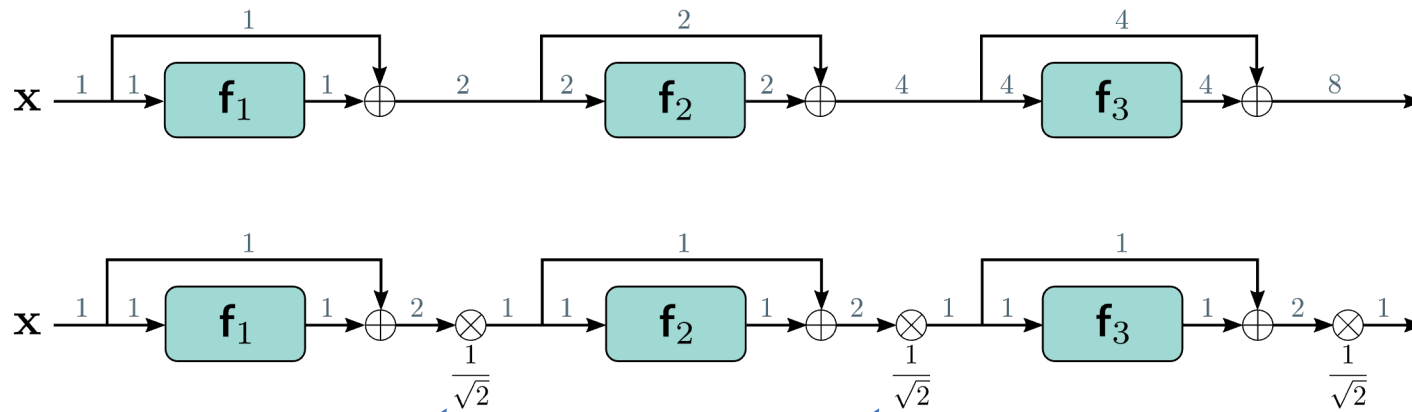 1 2 4
x 1 1 f₁ 1 2 2 f₂ 2 4 4 f₃ 4 8
1 1 1
x 1 1 f₁ 1 2 1 1 f₂ 1 2 1 1 f₃ 1 2 1
1/√2 1/√2 1/√2